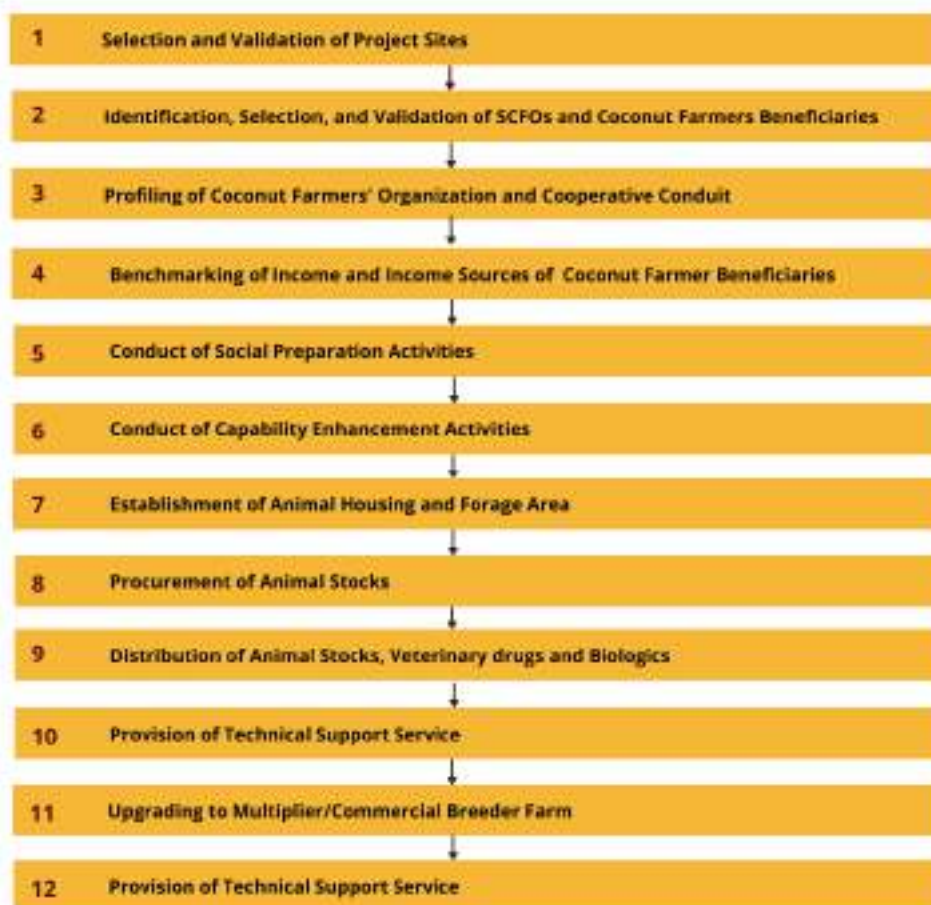 1 Selection and Validation of Project Sites
2 Identification, Selection, and Validation of SCFOs and Coconut Farmers Beneficiaries
3 Profiling of Coconut Farmers' Organization and Cooperative Conduit
4 Benchmarking of Income and Income Sources of Coconut Farmer Beneficiaries
5 Conduct of Social Preparation Activities
6 Conduct of Capability Enhancement Activities
7 Establishment of Animal Housing and Forage Area
8 Procurement of Animal Stocks
9 Distribution of Animal Stocks, Veterinary drugs and Biologics
10 Provision of Technical Support Service
11 Upgrading to Multiplier/Commercial Breeder Farm
12 Provision of Technical Support Service